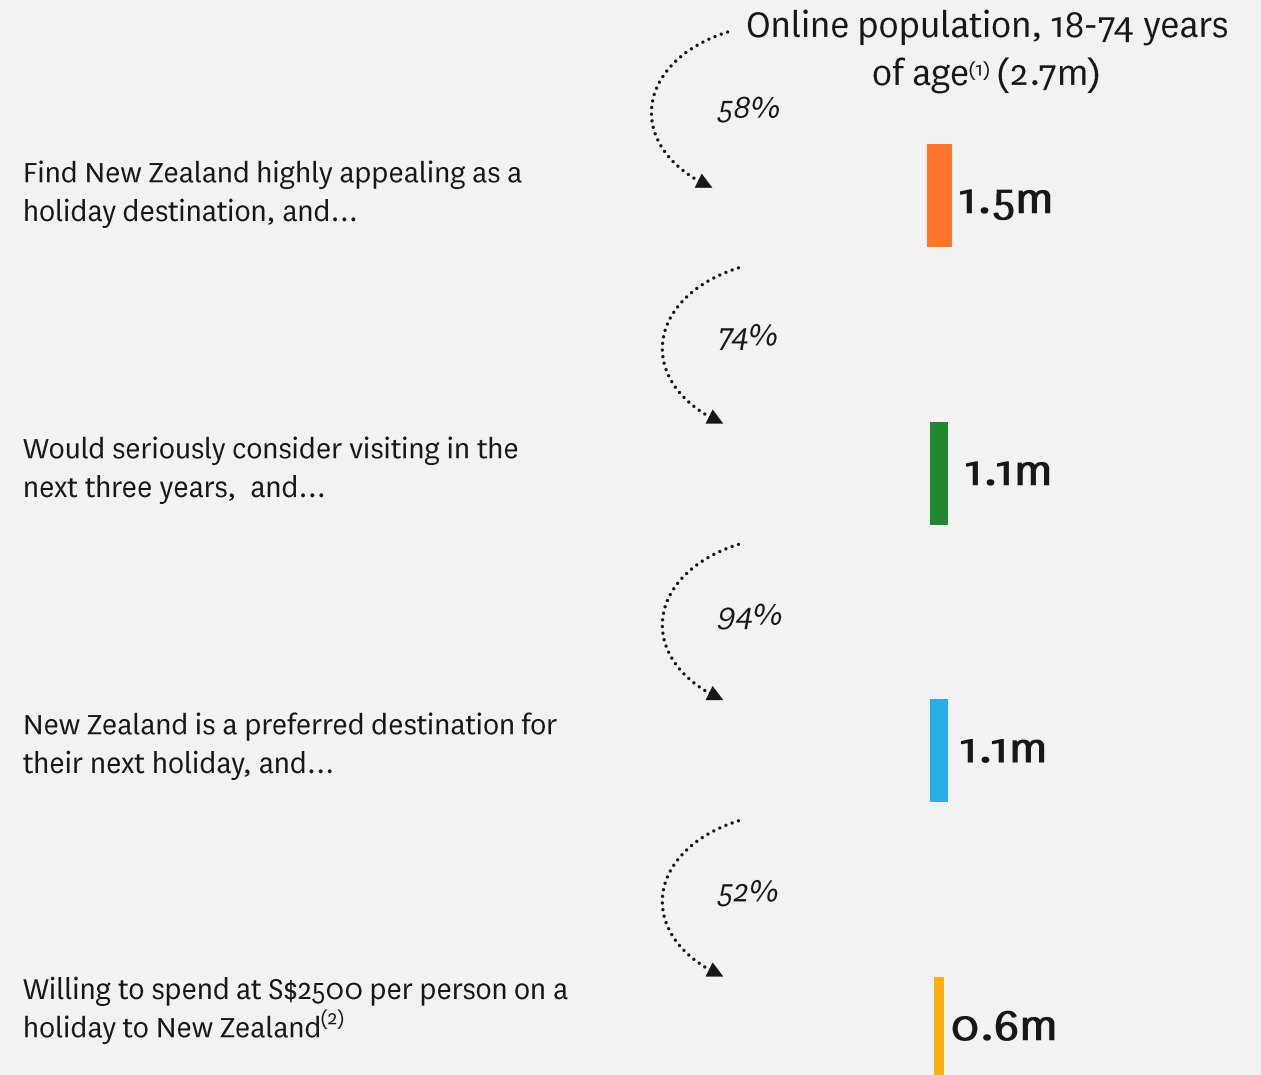 Online population, 18-74 years
of age(1) (2.7m)
58%
Find New Zealand highly appealing as a
holiday destination, and...
1.5m
74%
Would seriously consider visiting in the
next three years,  and...
1.1m
94%
New Zealand is a preferred destination for
their next holiday, and...
1.1m
52%
Willing to spend at S$2500 per person on a
holiday to New Zealand(2)
0.6m